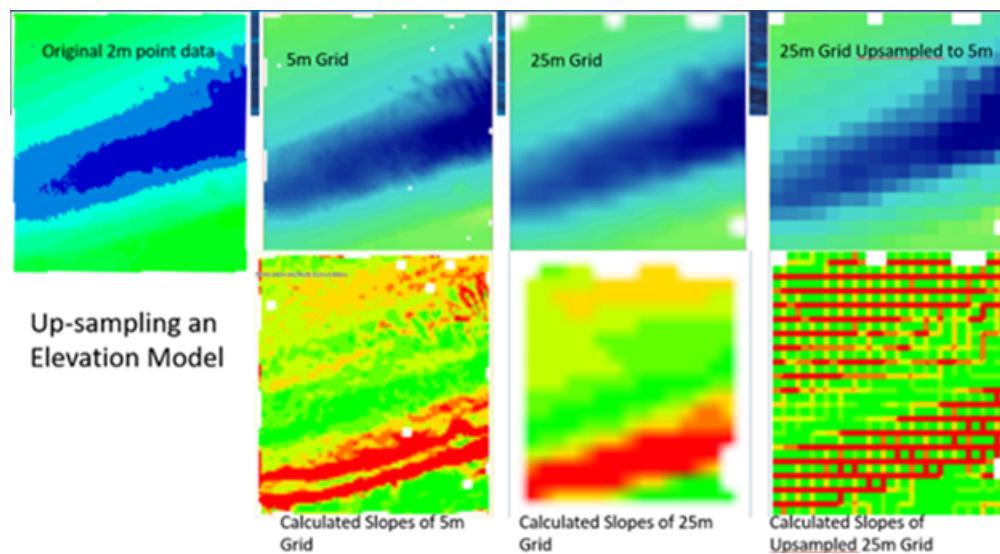 Original 2m point data
5m Grid
25m Grid
25m Grid Upsampled to 5m
Up-sampling an
Elevation Model
Calculated Slopes of 5m
Grid
Calculated Slopes of 25m
Grid
Calculated Slopes of
Upsampled 25m Grid